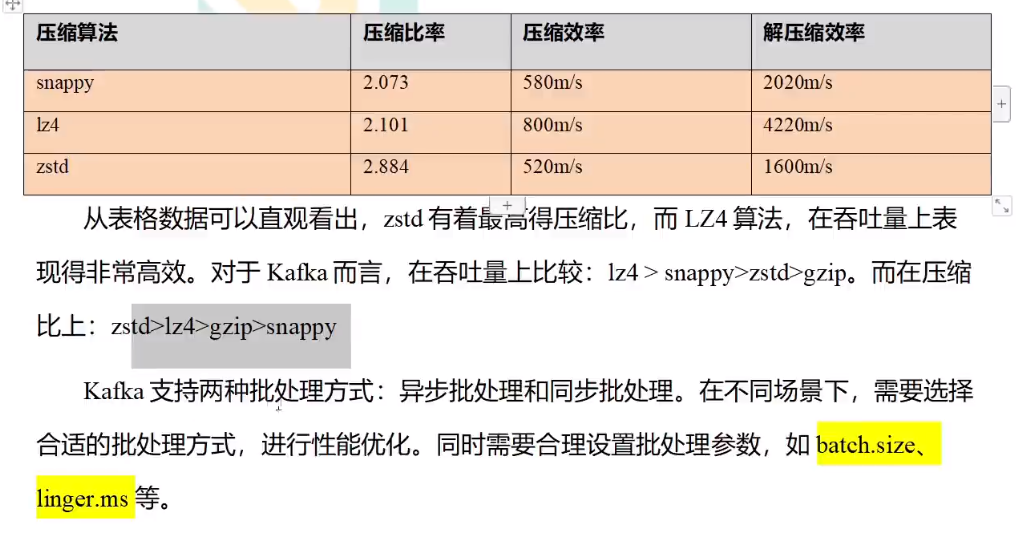 压缩算法 压缩比率 压缩效率 解压缩效率
snappy 2.073 580m/s 2020m/s
lz4 2.101 800m/s 4220m/s
zstd 2.884 520m/s 1600m/s
从表格数据可以直观看出，zstd 有着最高得压缩比，而 LZ4 算法，在吞吐量上表
现得非常高效。对于 Kafka 而言，在吞吐量上比较：lz4 > snappy>zstd>gzip。而在压缩
比上：zstd>lz4>gzip>snappy
Kafka 支持两种批处理方式：异步批处理和同步批处理。在不同场景下，需要选择
合适的批处理方式，进行性能优化。同时需要合理设置批处理参数，如 batch.size、
linger.ms 等。